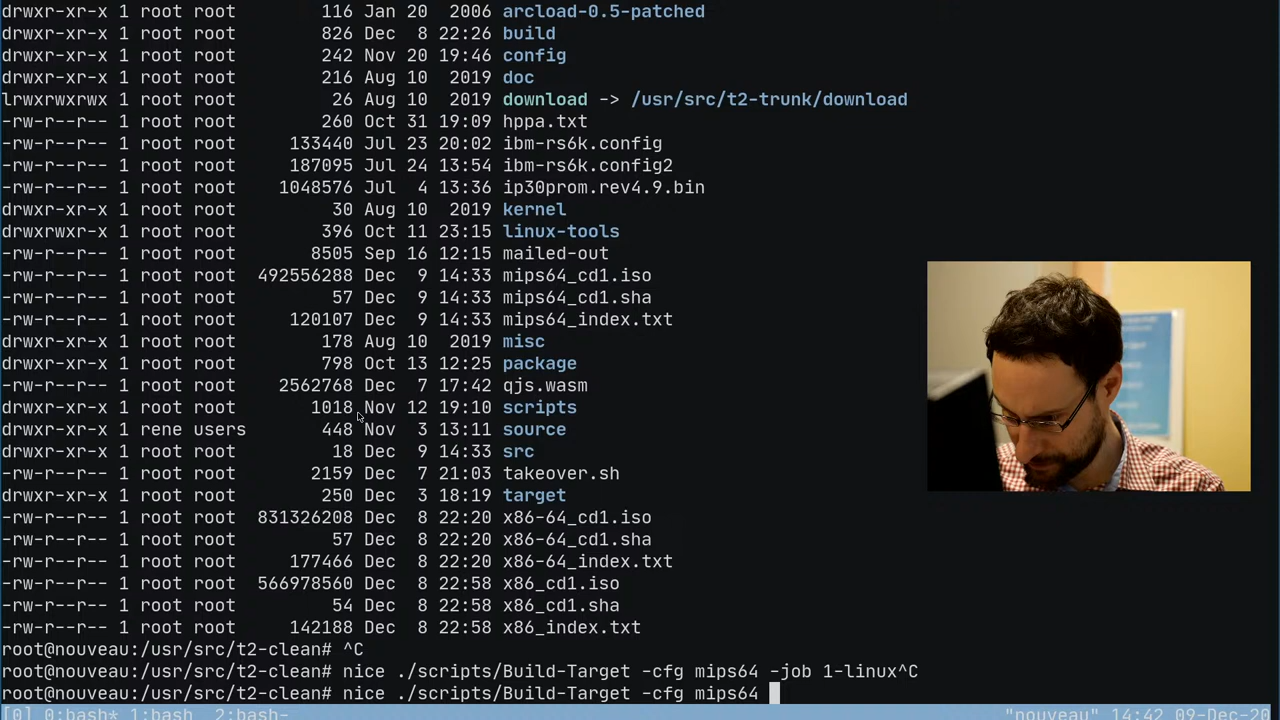 drwxr-xr-x 1 root root       116 Jan 20  2006 arcload-0.5-patched
drwxr-xr-x 1 root root       826 Dec  8 22:26 build
drwxr-xr-x 1 root root       242 Nov 20 19:46 config
drwxr-xr-x 1 root root       216 Aug 10  2019 doc
lrwxrwxrwx 1 root root        26 Aug 10  2019 download -> /usr/src/t2-trunk/download
-rw-r--r-- 1 root root       260 Oct 31 19:09 hppa.txt
-rw-r--r-- 1 root root    133440 Jul 23 20:02 ibm-rs6k.config
-rw-r--r-- 1 root root    187095 Jul 24 13:54 ibm-rs6k.config2
-rw-r--r-- 1 root root   1048576 Jul  4 13:36 ip30prom.rev4.9.bin
drwxr-xr-x 1 root root        30 Aug 10  2019 kernel
drwxrwxr-x 1 root root       396 Oct 11 23:15 linux-tools
-rw-r--r-- 1 root root      8505 Sep 16 12:15 mailed-out
-rw-r--r-- 1 root root 492556288 Dec  9 14:33 mips64_cd1.iso
-rw-r--r-- 1 root root        57 Dec  9 14:33 mips64_cd1.sha
-rw-r--r-- 1 root root    120107 Dec  9 14:33 mips64_index.txt
drwxr-xr-x 1 root root       178 Aug 10  2019 misc
drwxr-xr-x 1 root root       798 Oct 13 12:25 package
-rw-r--r-- 1 root root   2562768 Dec  7 17:42 qjs.wasm
drwxr-xr-x 1 root root      1018 Nov 12 19:10 scripts
drwxr-xr-x 1 rene users      448 Nov  3 13:11 source
drwxr-xr-x 1 root root        18 Dec  9 14:33 src
-rw-r--r-- 1 root root      2159 Dec  7 21:03 takeover.sh
drwxr-xr-x 1 root root       250 Dec  3 18:19 target
-rw-r--r-- 1 root root 831326208 Dec  8 22:20 x86-64_cd1.iso
-rw-r--r-- 1 root root        57 Dec  8 22:20 x86-64_cd1.sha
-rw-r--r-- 1 root root    177466 Dec  8 22:20 x86-64_index.txt
-rw-r--r-- 1 root root 566978560 Dec  8 22:58 x86_cd1.iso
-rw-r--r-- 1 root root        54 Dec  8 22:58 x86_cd1.sha
-rw-r--r-- 1 root root    142188 Dec  8 22:58 x86_index.txt
root@nouveau:/usr/src/t2-clean# ^C
root@nouveau:/usr/src/t2-clean# nice ./scripts/Build-Target -cfg mips64 -job 1-linux^C
root@nouveau:/usr/src/t2-clean# nice ./scripts/Build-Target -cfg mips64
[0] 0:bash* 1:bash  2:bash-    "nouveau" 14:42 09-Dec-20